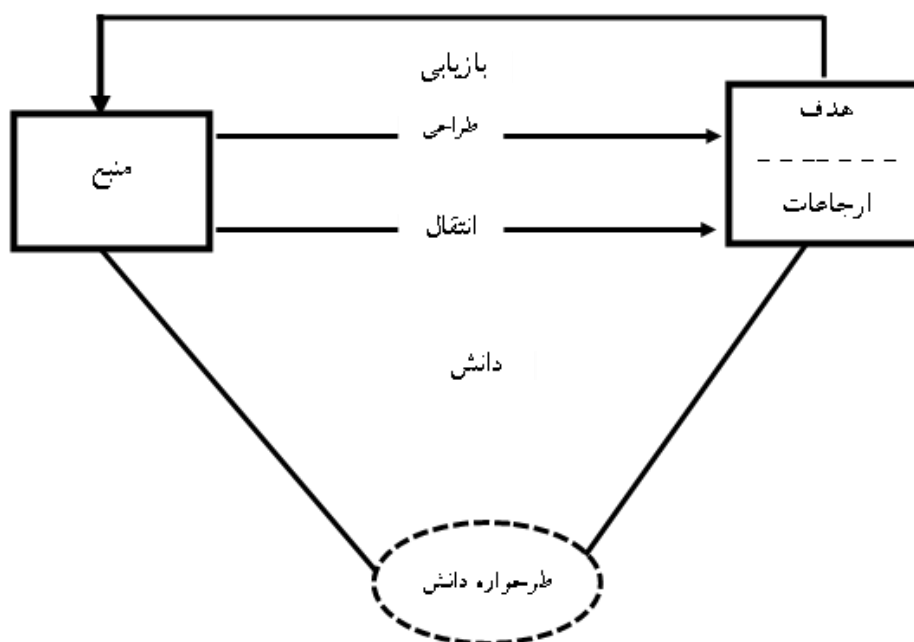 بازیابی
هدف
طراحی
منبع
ارجاعات
انتقال
دانش
طرحواره دانش